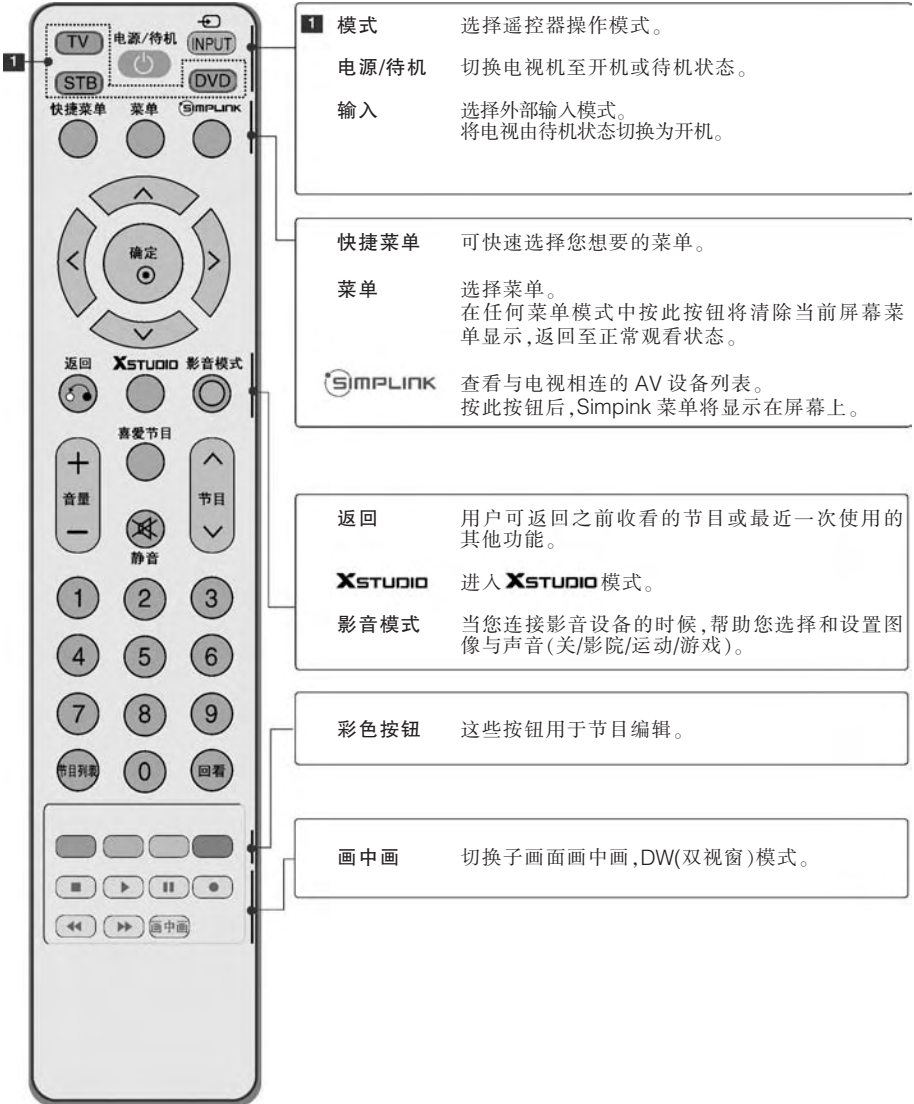 1
TV
电源/待机
INPUT
STB
DVD
快捷菜单 菜单 SIMPLINK
确定
返回 XSTUDIO 影音模式
喜爱节目
音量
节目
静音
1 2 3
4 5 6
7 8 9
节目列表 0 回看
画中画
1 模式 选择遥控器操作模式。
电源/待机 切换电视机至开机或待机状态。
输入 选择外部输入模式。
将电视由待机状态切换为开机。
快捷菜单 可快速选择您想要的菜单。
菜单 选择菜单。
在任何菜单模式中按此按钮将清除当前屏幕菜
单显示,返回至正常观看状态。
SIMPLINK 查看与电视相连的 AV 设备列表。
按此按钮后,Simpink 菜单将显示在屏幕上。
返回 用户可返回之前收看的节目或最近一次使用的
其他功能。
XSTUDIO 进入XSTUDIO模式。
影音模式 当您连接影音设备的时候,帮助您选择和设置图
像与声音(关/影院/运动/游戏)。
彩色按钮 这些按钮用于节目编辑。
画中画 切换子画面画中画,DW(双视窗)模式。